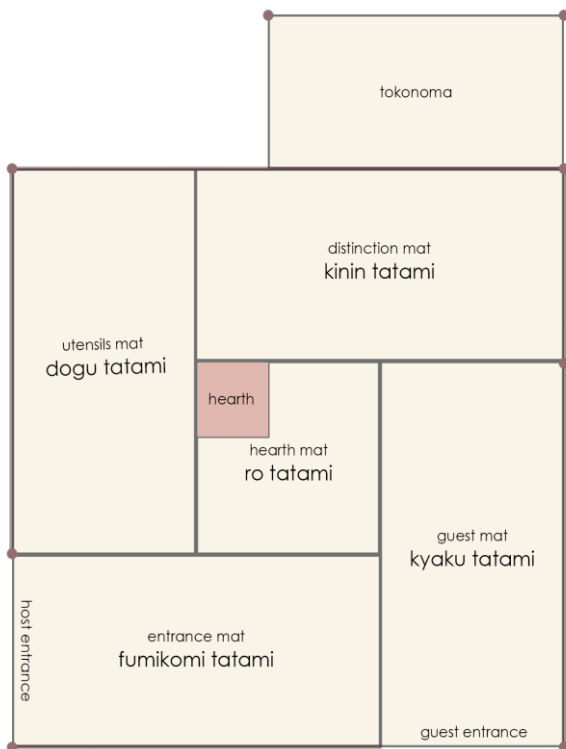 tokonoma
distinction mat
kinin tatami
utensils mat
dogu tatami
hearth
hearth mat
ro tatami
guest mat
kyaku tatami
host entrance
entrance mat
fumikomi tatami
guest entrance